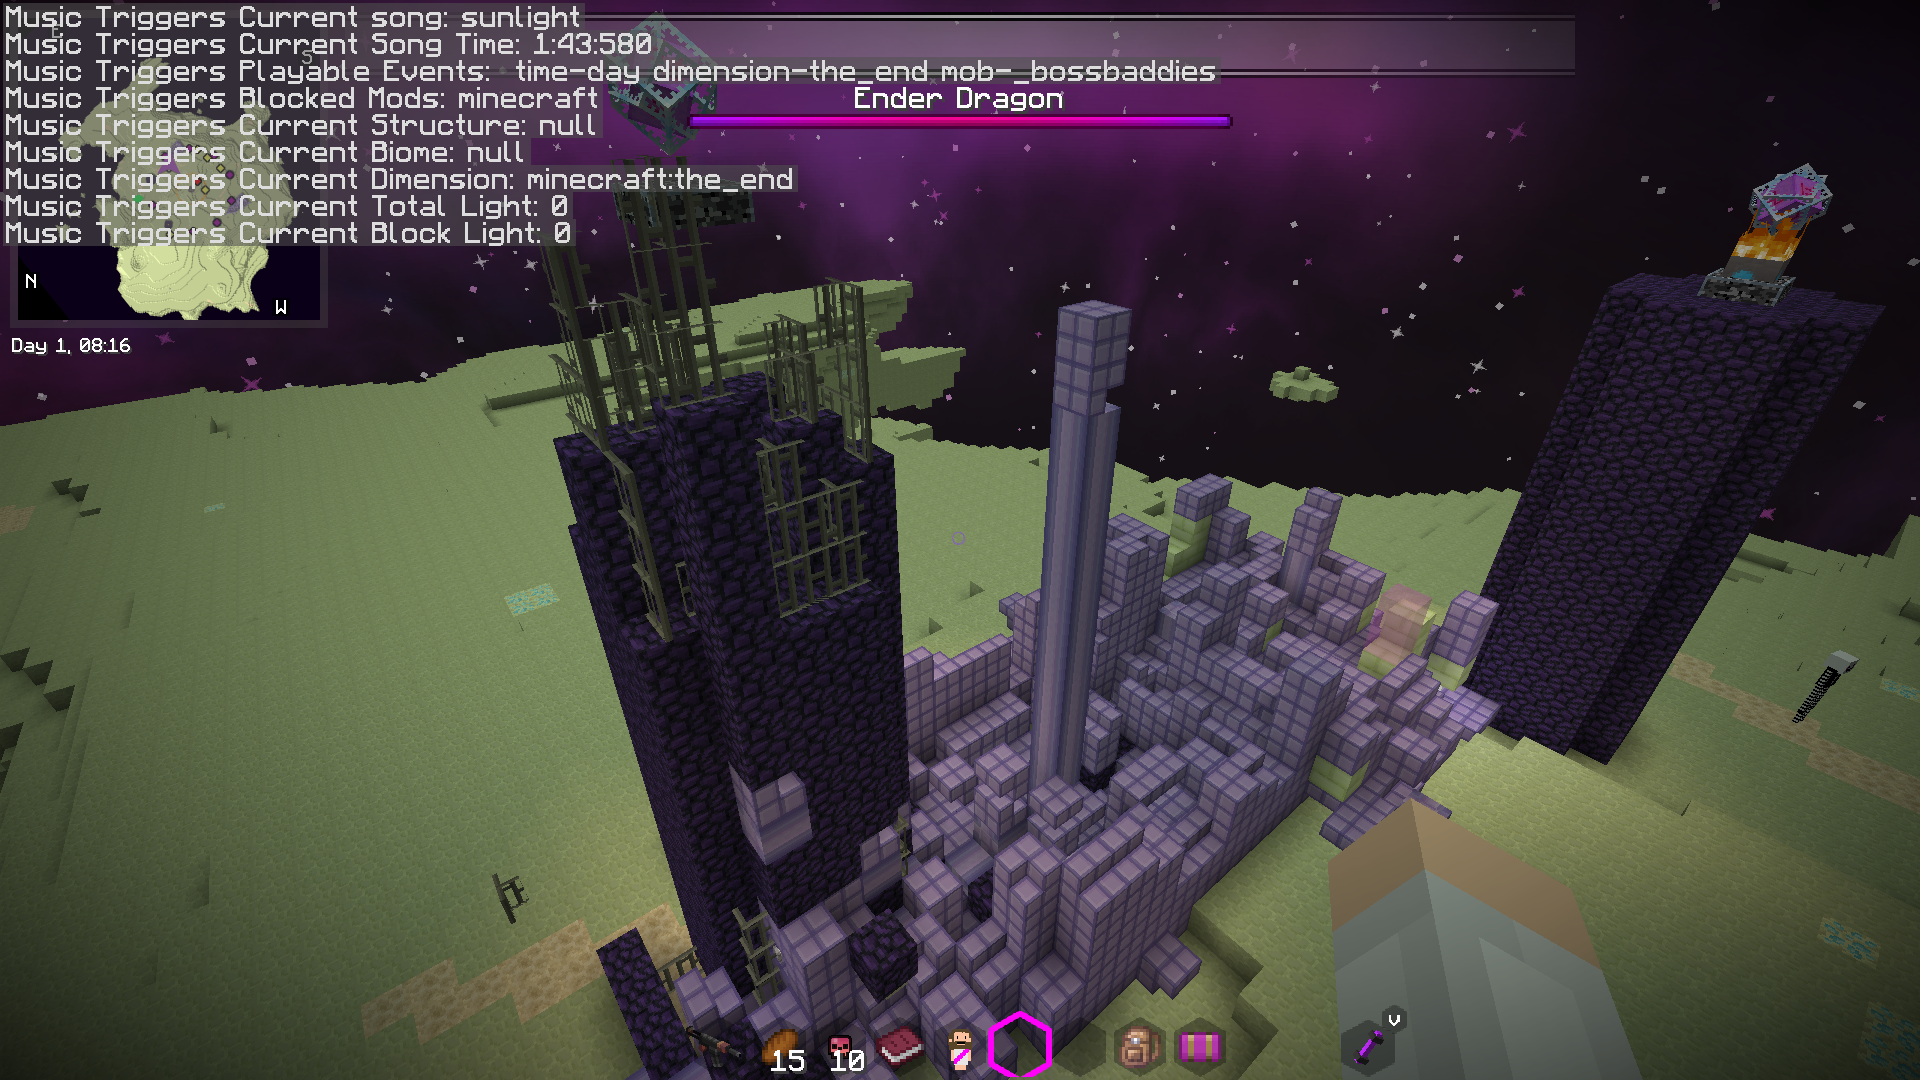 Music Triggers Current song: sunlight
Music Triggers Current Song Time: 1:43:580
Music Triggers Playable Events:  time-day dimension-the_end mob-_bossbaddies
Music Triggers Blocked Mods: minecraft
Ender Dragon
Music Triggers Current Structure: null
Music Triggers Current Biome: null
Music Triggers Current Dimension: minecraft:the_end
Music Triggers Current Total Light: 0
Music Triggers Current Block Light: 0
E
S
N
W
Day 1, 08:16
15
10
V